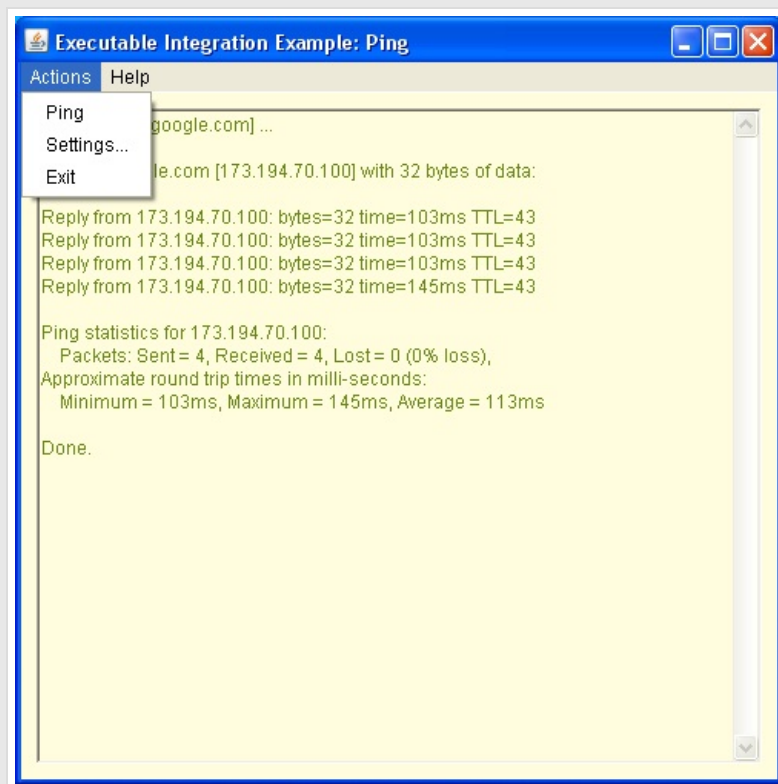 Executable Integration Example: Ping
Actions Help
Ping
Settings...
Exit
google.com] ...
le.com [173.194.70.100] with 32 bytes of data:
Reply from 173.194.70.100: bytes=32 time=103ms TTL=43
Reply from 173.194.70.100: bytes=32 time=103ms TTL=43
Reply from 173.194.70.100: bytes=32 time=103ms TTL=43
Reply from 173.194.70.100: bytes=32 time=145ms TTL=43
Ping statistics for 173.194.70.100:
Packets: Sent = 4, Received = 4, Lost = 0 (0% loss),
Approximate round trip times in milli-seconds:
Minimum = 103ms, Maximum = 145ms, Average = 113ms
Done.